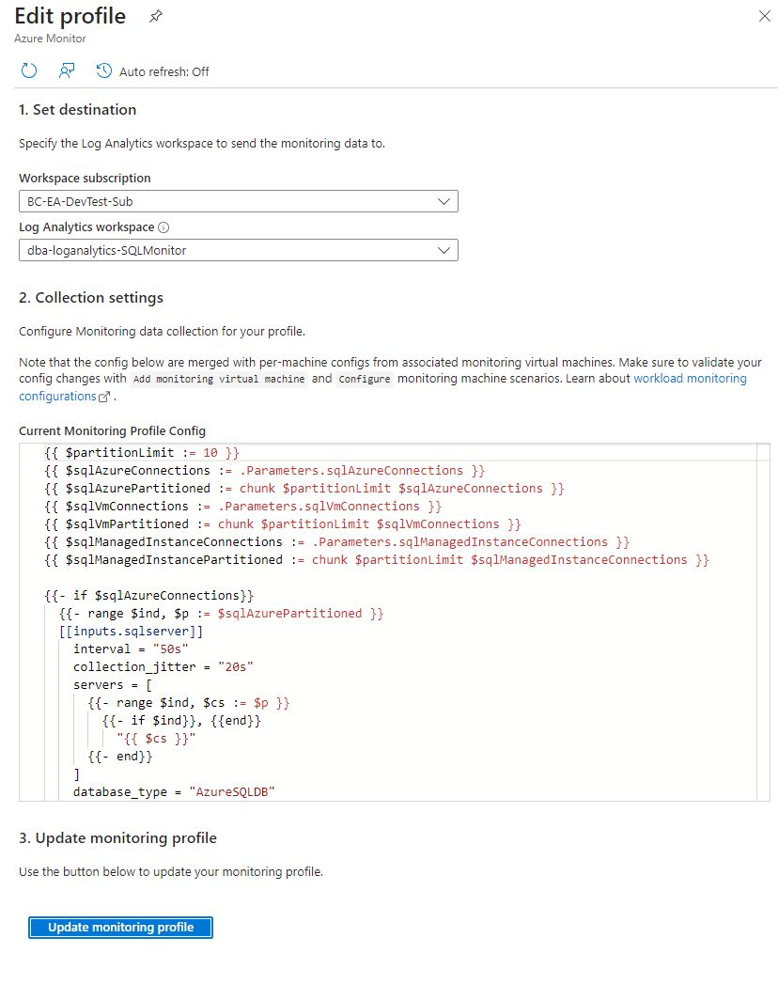 Edit profile
Azure Monitor
Auto refresh: Off
1. Set destination
Specify the Log Analytics workspace to send the monitoring data to.
Workspace subscription
BC-EA-DevTest-Sub
Log Analytics workspace
dba-loganalytics-SQLMonitor
2. Collection settings
Configure Monitoring data collection for your profile.
Note that the config below are merged with per-machine configs from associated monitoring virtual machines. Make sure to validate your
config changes with Add monitoring virtual machine and Configure monitoring machine scenarios. Learn about workload monitoring
configurations .
Current Monitoring Profile Config
{{ $partitionLimit := 10 }}
{{ $sqlAzureConnections := .Parameters.sqlAzureConnections }}
{{ $sqlAzurePartitioned := chunk $partitionLimit $sqlAzureConnections }}
{{ $sqlVmConnections := .Parameters.sqlVmConnections }}
{{ $sqlVmPartitioned := chunk $partitionLimit $sqlVmConnections }}
{{ $sqlManagedInstanceConnections := .Parameters.sqlManagedInstanceConnections }}
{{ $sqlManagedInstancePartitioned := chunk $partitionLimit $sqlManagedInstanceConnections }}
{{- if $sqlAzureConnections}}
{{- range $ind, $p := $sqlAzurePartitioned }}
[[inputs.sqlserver]]
interval = "50s"
collection_jitter = "20s"
servers = [
{{- range $ind, $cs := $p }}
{{- if $ind}}, {{end}}
"{{ $cs }}"
{{- end}}
]
database_type = "AzureSQLDB"
3. Update monitoring profile
Use the button below to update your monitoring profile.
Update monitoring profile